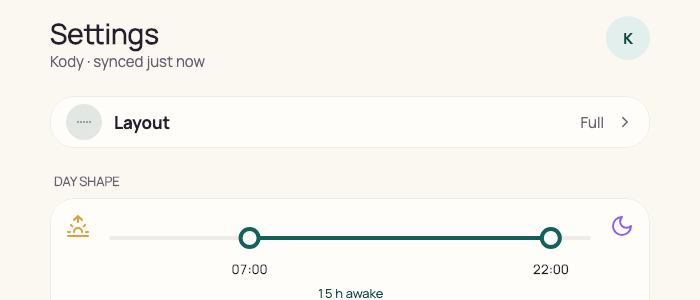 Settings
Kody · synced just now
K
Layout
Full
DAY SHAPE
07:00
22:00
15 h awake